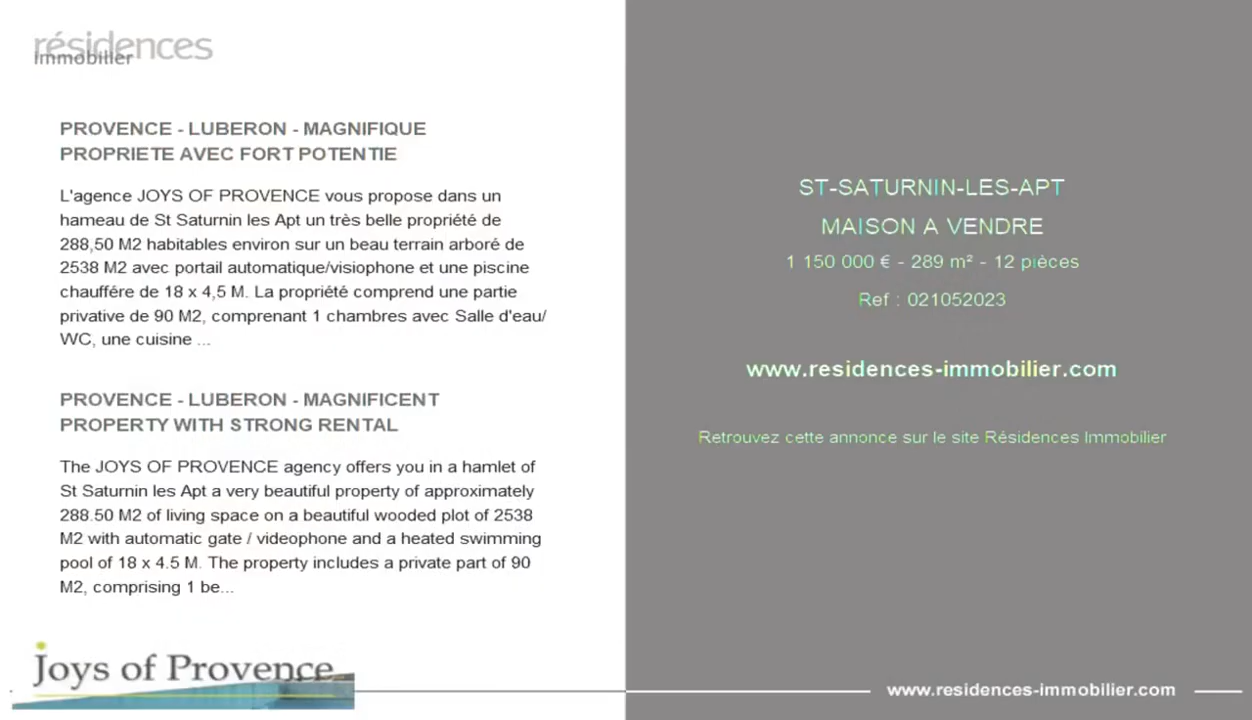 résidences
immobilier
PROVENCE - LUBERON - MAGNIFIQUE
PROPRIETE AVEC FORT POTENTIE
L'agence JOYS OF PROVENCE vous propose dans un
hameau de St Saturnin les Apt un très belle propriété de
288,50 M2 habitables environ sur un beau terrain arboré de
2538 M2 avec portail automatique/visiophone et une piscine
chauffére de 18 x 4,5 M. La propriété comprend une partie
privative de 90 M2, comprenant 1 chambres avec Salle d'eau/
WC, une cuisine ...
PROVENCE - LUBERON - MAGNIFICENT
PROPERTY WITH STRONG RENTAL
The JOYS OF PROVENCE agency offers you in a hamlet of
St Saturnin les Apt a very beautiful property of approximately
288.50 M2 of living space on a beautiful wooded plot of 2538
M2 with automatic gate / videophone and a heated swimming
pool of 18 x 4.5 M. The property includes a private part of 90
M2, comprising 1 be...
Joys of Provence
ST-SATURNIN-LES-APT
MAISON A VENDRE
1 150 000 € - 289 m² - 12 pièces
Ref : 021052023
www.residences-immobilier.com
Retrouvez cette annonce sur le site Résidences Immobilier
www.residences-immobilier.com